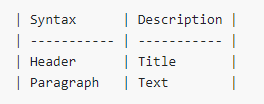 | Syntax      | Description |
| ----------- | ----------- |
| Header      | Title       |
| Paragraph   | Text        |